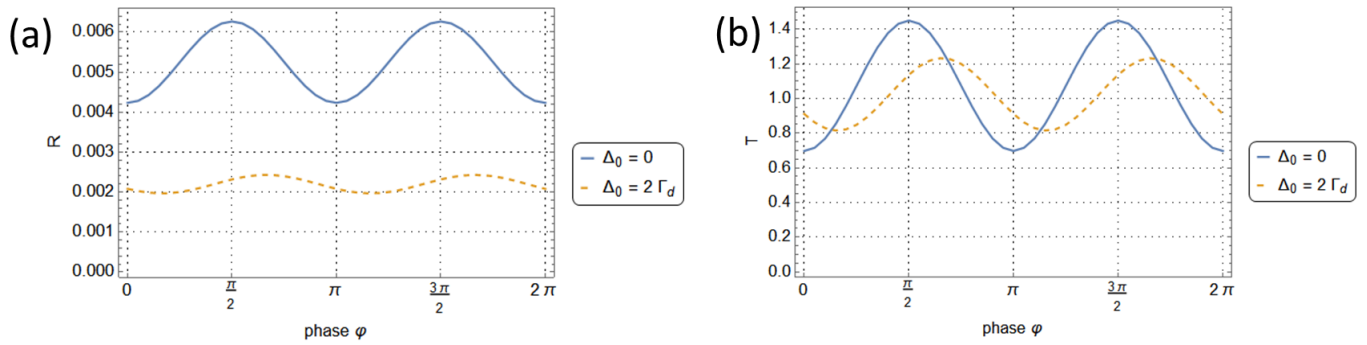 (a)
0.006
0.005
0.004
0.003
0.002
0.001
0.000
R
0
π/2
π
3π/2
2π
phase φ
Δ₀ = 0
Δ₀ = 2 Γd
(b)
1.4
1.2
1.0
0.8
0.6
0.4
0.2
0.0
T
0
π/2
π
3π/2
2π
phase φ
Δ₀ = 0
Δ₀ = 2 Γd